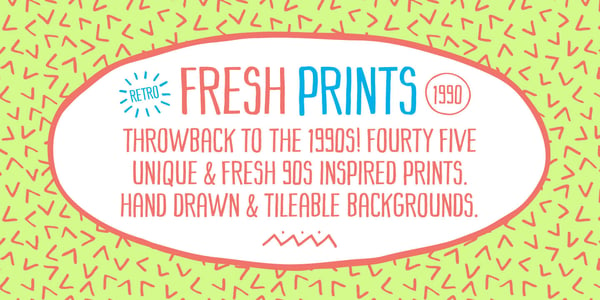 RETRO FRESH PRINTS 1990
THROWBACK TO THE 1990S! FOURTY FIVE
UNIQUE & FRESH 90S INSPIRED PRINTS.
HAND DRAWN & TILEABLE BACKGROUNDS.